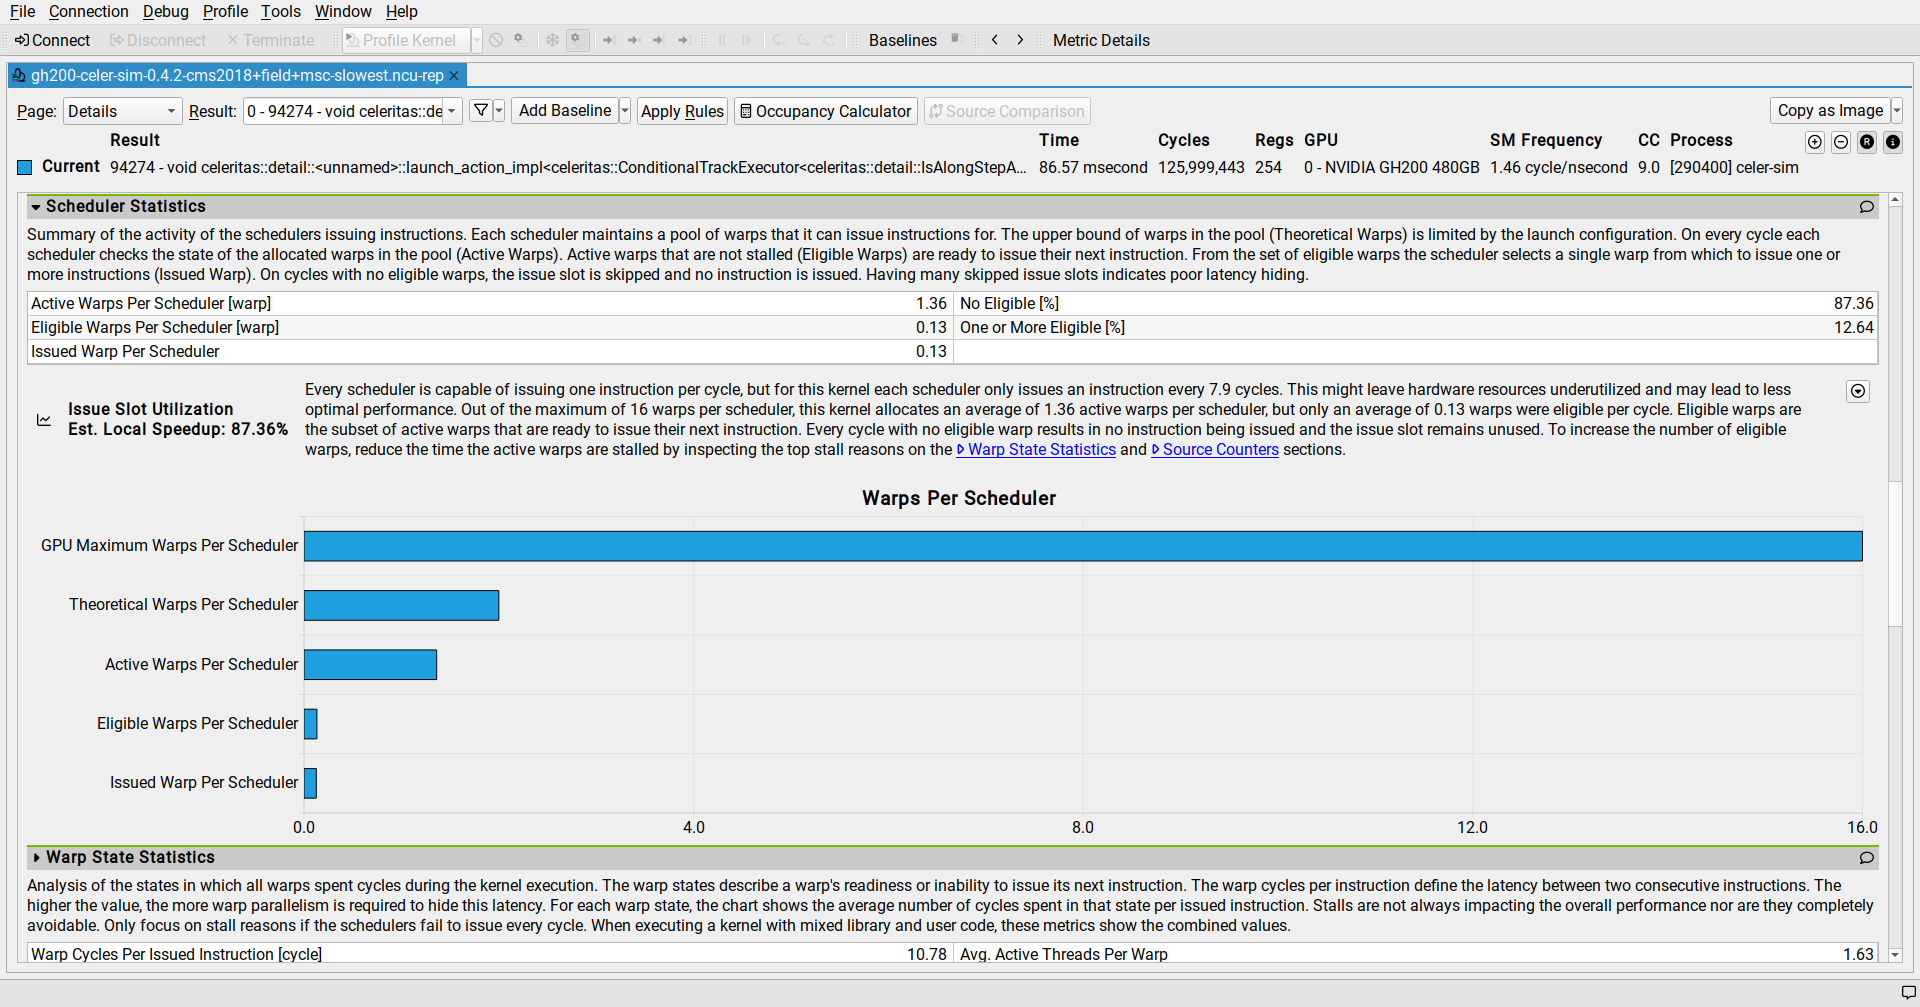 File Connection Debug Profile Tools Window Help
Connect Disconnect Terminate Profile Kernel Baselines Metric Details
gh200-celer-sim-0.4.2-cms2018+field+msc-slowest.ncu-rep
Page: Details Result: 0 - 94274 - void celeritas::de Add Baseline Apply Rules Occupancy Calculator Source Comparison Copy as Image
Result Time Cycles Regs GPU SM Frequency CC Process
Current 94274 - void celeritas::detail::<unnamed>::launch_action_impl<celeritas::ConditionalTrackExecutor<celeritas::detail::IsAlongStepA... 86.57 msecond 125,999,443 254 0 - NVIDIA GH200 480GB 1.46 cycle/nsecond 9.0 [290400] celer-sim
Scheduler Statistics
Summary of the activity of the schedulers issuing instructions. Each scheduler maintains a pool of warps that it can issue instructions for. The upper bound of warps in the pool (Theoretical Warps) is limited by the launch configuration. On every cycle each
scheduler checks the state of the allocated warps in the pool (Active Warps). Active warps that are not stalled (Eligible Warps) are ready to issue their next instruction. From the set of eligible warps the scheduler selects a single warp from which to issue one or
more instructions (Issued Warp). On cycles with no eligible warps, the issue slot is skipped and no instruction is issued. Having many skipped issue slots indicates poor latency hiding.
Active Warps Per Scheduler [warp] 1.36 No Eligible [%] 87.36
Eligible Warps Per Scheduler [warp] 0.13 One or More Eligible [%] 12.64
Issued Warp Per Scheduler 0.13
Issue Slot Utilization
Est. Local Speedup: 87.36%
Every scheduler is capable of issuing one instruction per cycle, but for this kernel each scheduler only issues an instruction every 7.9 cycles. This might leave hardware resources underutilized and may lead to less
optimal performance. Out of the maximum of 16 warps per scheduler, this kernel allocates an average of 1.36 active warps per scheduler, but only an average of 0.13 warps were eligible per cycle. Eligible warps are
the subset of active warps that are ready to issue their next instruction. Every cycle with no eligible warp results in no instruction being issued and the issue slot remains unused. To increase the number of eligible
warps, reduce the time the active warps are stalled by inspecting the top stall reasons on the Warp State Statistics and Source Counters sections.
Warps Per Scheduler
GPU Maximum Warps Per Scheduler
Theoretical Warps Per Scheduler
Active Warps Per Scheduler
Eligible Warps Per Scheduler
Issued Warp Per Scheduler
0.0 4.0 8.0 12.0 16.0
Warp State Statistics
Analysis of the states in which all warps spent cycles during the kernel execution. The warp states describe a warp's readiness or inability to issue its next instruction. The warp cycles per instruction define the latency between two consecutive instructions. The
higher the value, the more warp parallelism is required to hide this latency. For each warp state, the chart shows the average number of cycles spent in that state per issued instruction. Stalls are not always impacting the overall performance nor are they completely
avoidable. Only focus on stall reasons if the schedulers fail to issue every cycle. When executing a kernel with mixed library and user code, these metrics show the combined values.
Warp Cycles Per Issued Instruction [cycle] 10.78 Avg. Active Threads Per Warp 1.63